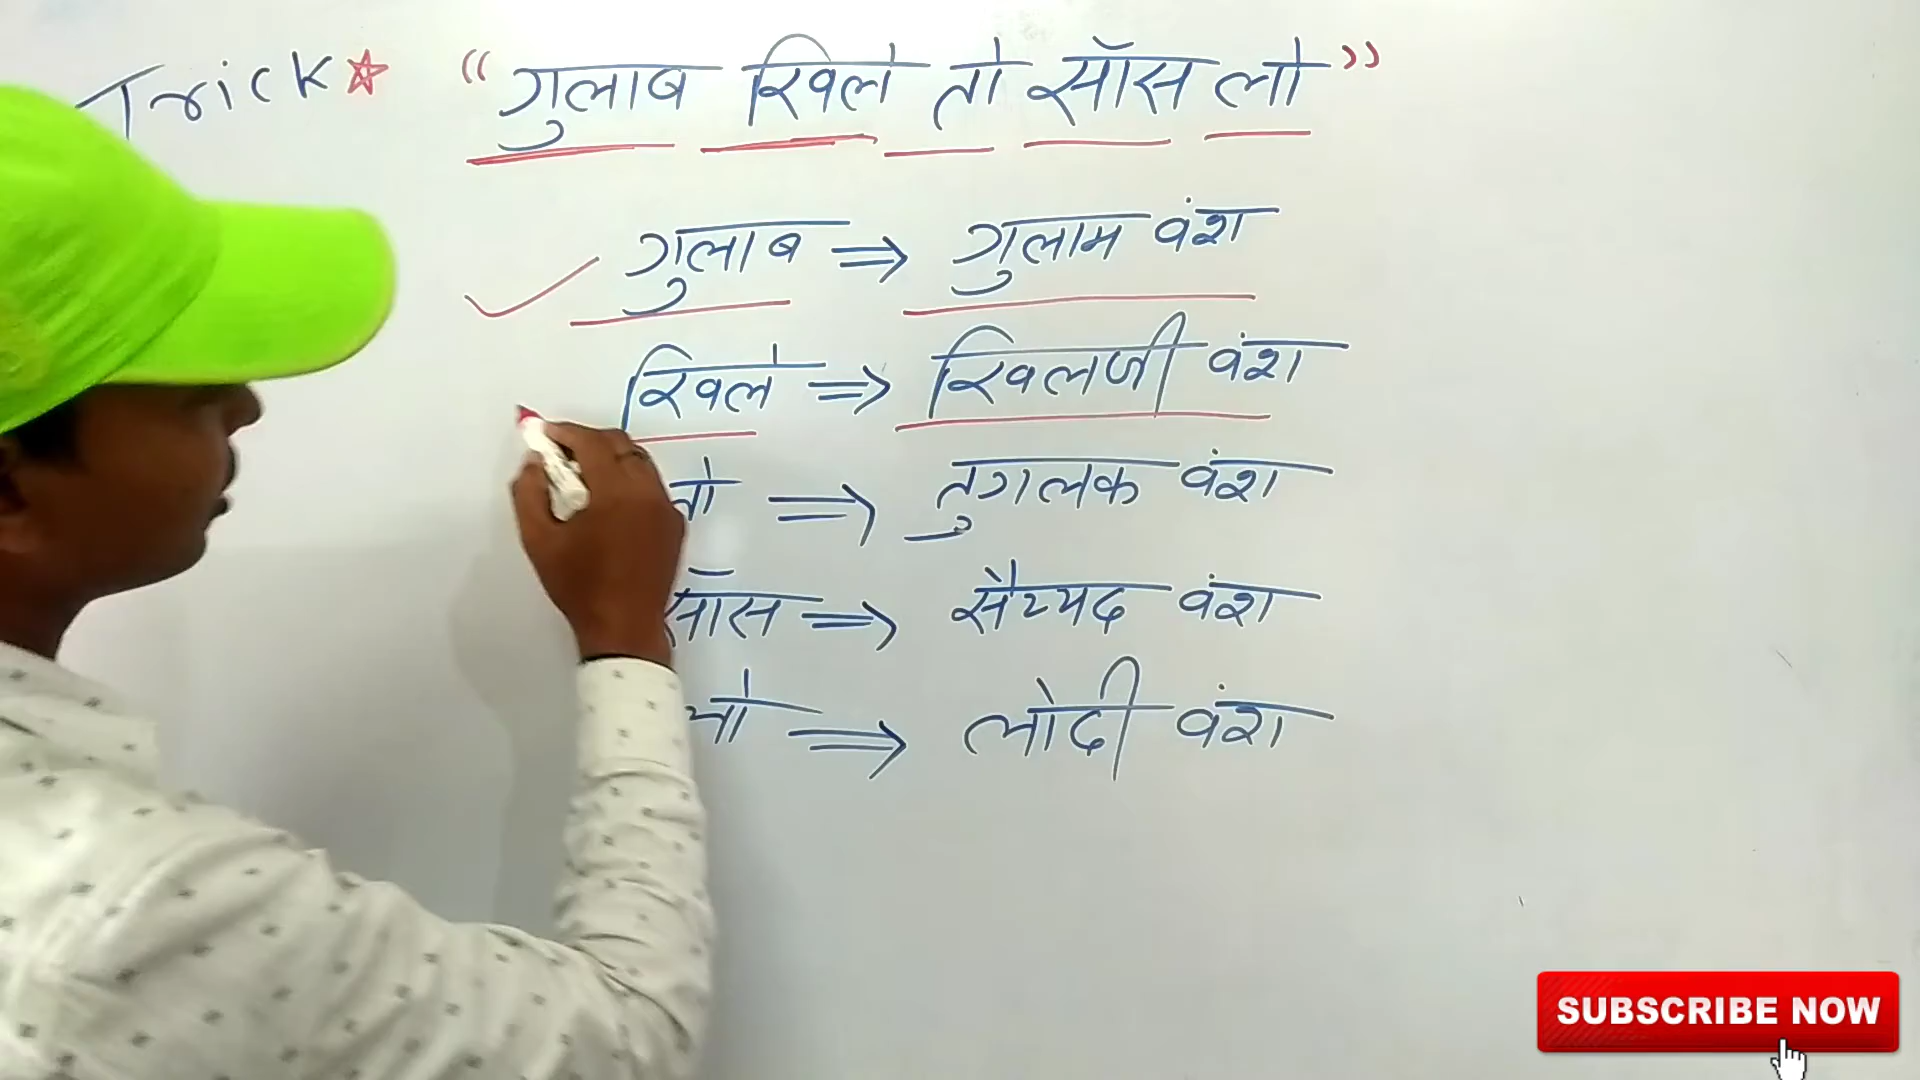 Trick☆ "गुलाब खिले तो सॉस लो"
गुलाब ⇒ गुलाम वंश
खिले ⇒ खिलजी वंश
तो ⇒ तुगलक वंश
सॉस ⇒ सैय्यद वंश
लो ⇒ लोदी वंश
SUBSCRIBE NOW